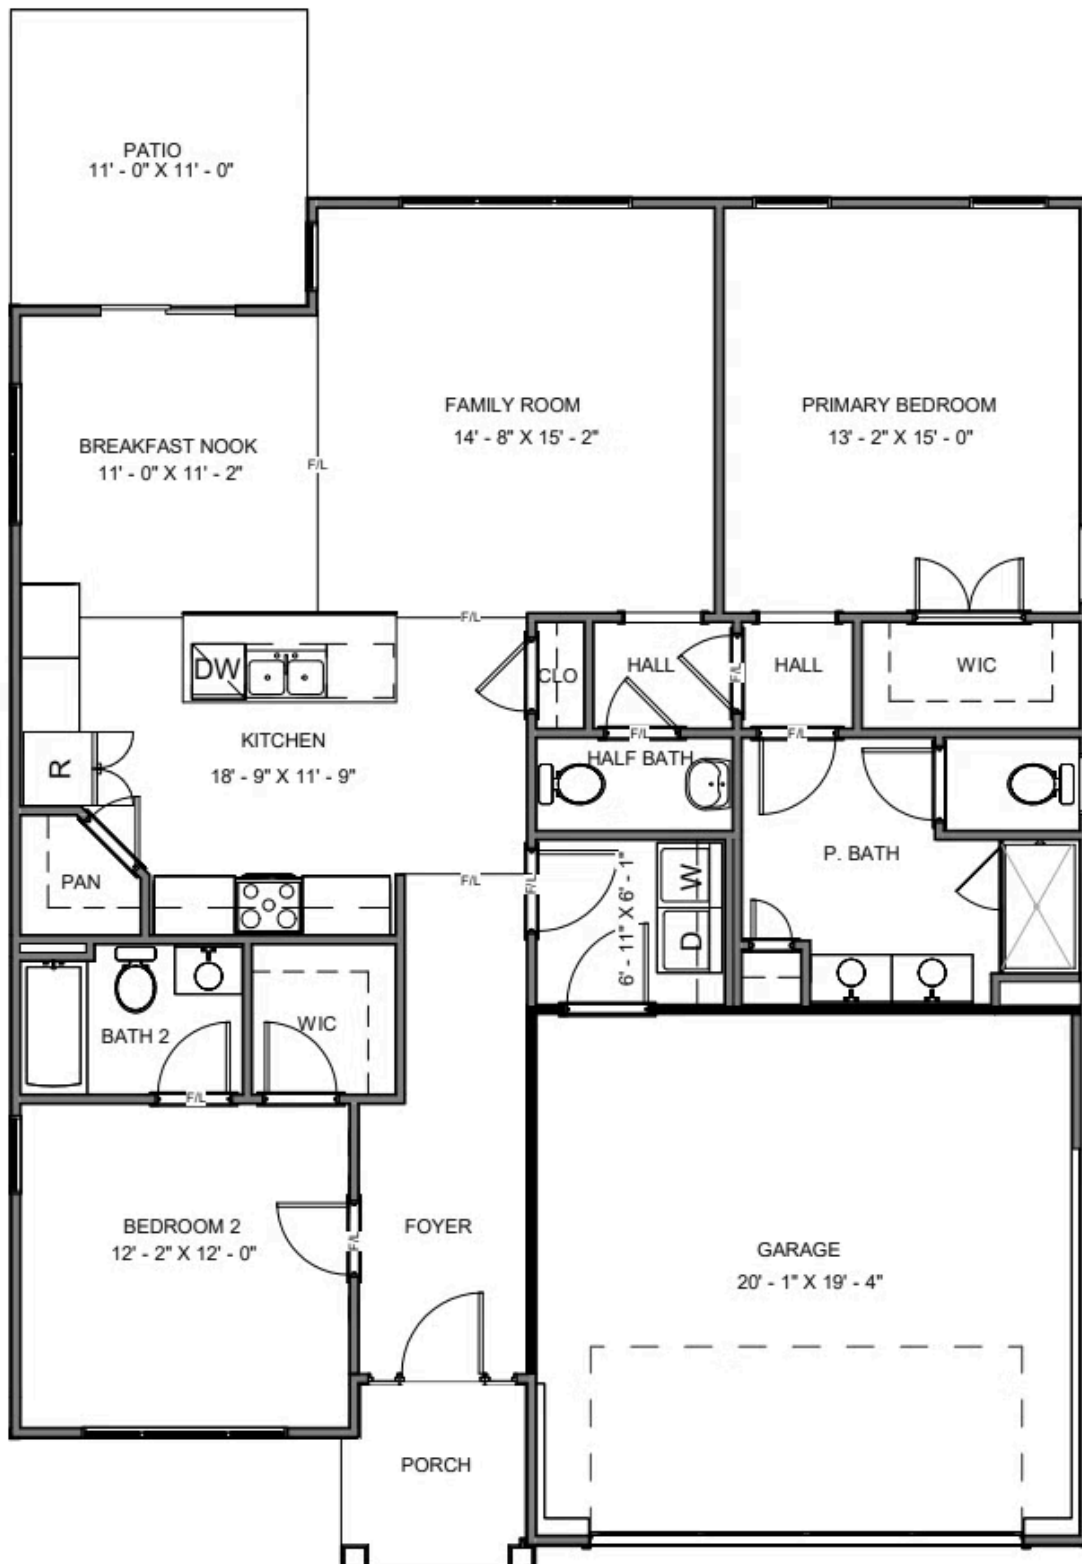 PATIO
11' - 0" X 11' - 0"
FAMILY ROOM
14' - 8" X 15' - 2"
PRIMARY BEDROOM
13' - 2" X 15' - 0"
BREAKFAST NOOK
11' - 0" X 11' - 2"
F/L
F/L
DW
CLO
HALL
F/L
HALL
WIC
KITCHEN
18' - 9" X 11' - 9"
R
F/L
F/L
HALF BATH
PAN
F/L
F/L
6' - 11" X 6' - 1"
W
D
P. BATH
BATH 2
WIC
F/L
BEDROOM 2
12' - 2" X 12' - 0"
F/L
FOYER
GARAGE
20' - 1" X 19' - 4"
PORCH